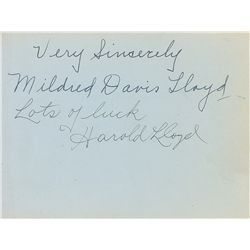 Very Sincerely
Mildred Davis Lloyd
Lots of luck
Harold Lloyd